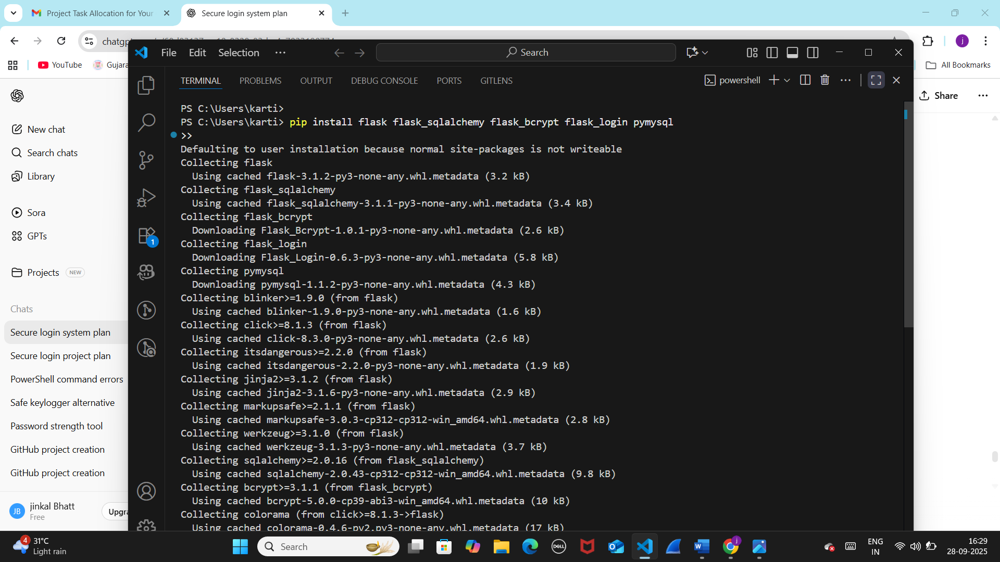 Project Task Allocation for Your
Secure login system plan
chatgpt
YouTube
Gujara
All Bookmarks
j
File Edit Selection ···
Search
TERMINAL PROBLEMS OUTPUT DEBUG CONSOLE PORTS GITLENS
powershell
Share
New chat
Search chats
Library
Sora
GPTs
Projects NEW
Chats
Secure login system plan
Secure login project plan
PowerShell command errors
Safe keylogger alternative
Password strength tool
GitHub project creation
GitHub project creation
JB
jinkal Bhatt
Free
Upgra
1
PS C:\Users\karti>
PS C:\Users\karti> pip install flask flask_sqlalchemy flask_bcrypt flask_login pymysql
>>
Defaulting to user installation because normal site-packages is not writeable
Collecting flask
  Using cached flask-3.1.2-py3-none-any.whl.metadata (3.2 kB)
Collecting flask_sqlalchemy
  Using cached flask_sqlalchemy-3.1.1-py3-none-any.whl.metadata (3.4 kB)
Collecting flask_bcrypt
  Downloading Flask_Bcrypt-1.0.1-py3-none-any.whl.metadata (2.6 kB)
Collecting flask_login
  Downloading Flask_Login-0.6.3-py3-none-any.whl.metadata (5.8 kB)
Collecting pymysql
  Downloading pymysql-1.1.2-py3-none-any.whl.metadata (4.3 kB)
Collecting blinker>=1.9.0 (from flask)
  Using cached blinker-1.9.0-py3-none-any.whl.metadata (1.6 kB)
Collecting click>=8.1.3 (from flask)
  Using cached click-8.3.0-py3-none-any.whl.metadata (2.6 kB)
Collecting itsdangerous>=2.2.0 (from flask)
  Using cached itsdangerous-2.2.0-py3-none-any.whl.metadata (1.9 kB)
Collecting jinja2>=3.1.2 (from flask)
  Using cached jinja2-3.1.6-py3-none-any.whl.metadata (2.9 kB)
Collecting markupsafe>=2.1.1 (from flask)
  Using cached markupsafe-3.0.3-cp312-cp312-win_amd64.whl.metadata (2.8 kB)
Collecting werkzeug>=3.1.0 (from flask)
  Using cached werkzeug-3.1.3-py3-none-any.whl.metadata (3.7 kB)
Collecting sqlalchemy>=2.0.16 (from flask_sqlalchemy)
  Using cached sqlalchemy-2.0.43-cp312-cp312-win_amd64.whl.metadata (9.8 kB)
Collecting bcrypt>=3.1.1 (from flask_bcrypt)
  Using cached bcrypt-5.0.0-cp39-abi3-win_amd64.whl.metadata (10 kB)
Collecting colorama (from click>=8.1.3->flask)
  Using cached colorama-0.4.6-py2.py3-none-any.whl.metadata (17 kB)
4
31°C
Light rain
Search
DELL
j
ENG
IN
16:29
28-09-2025